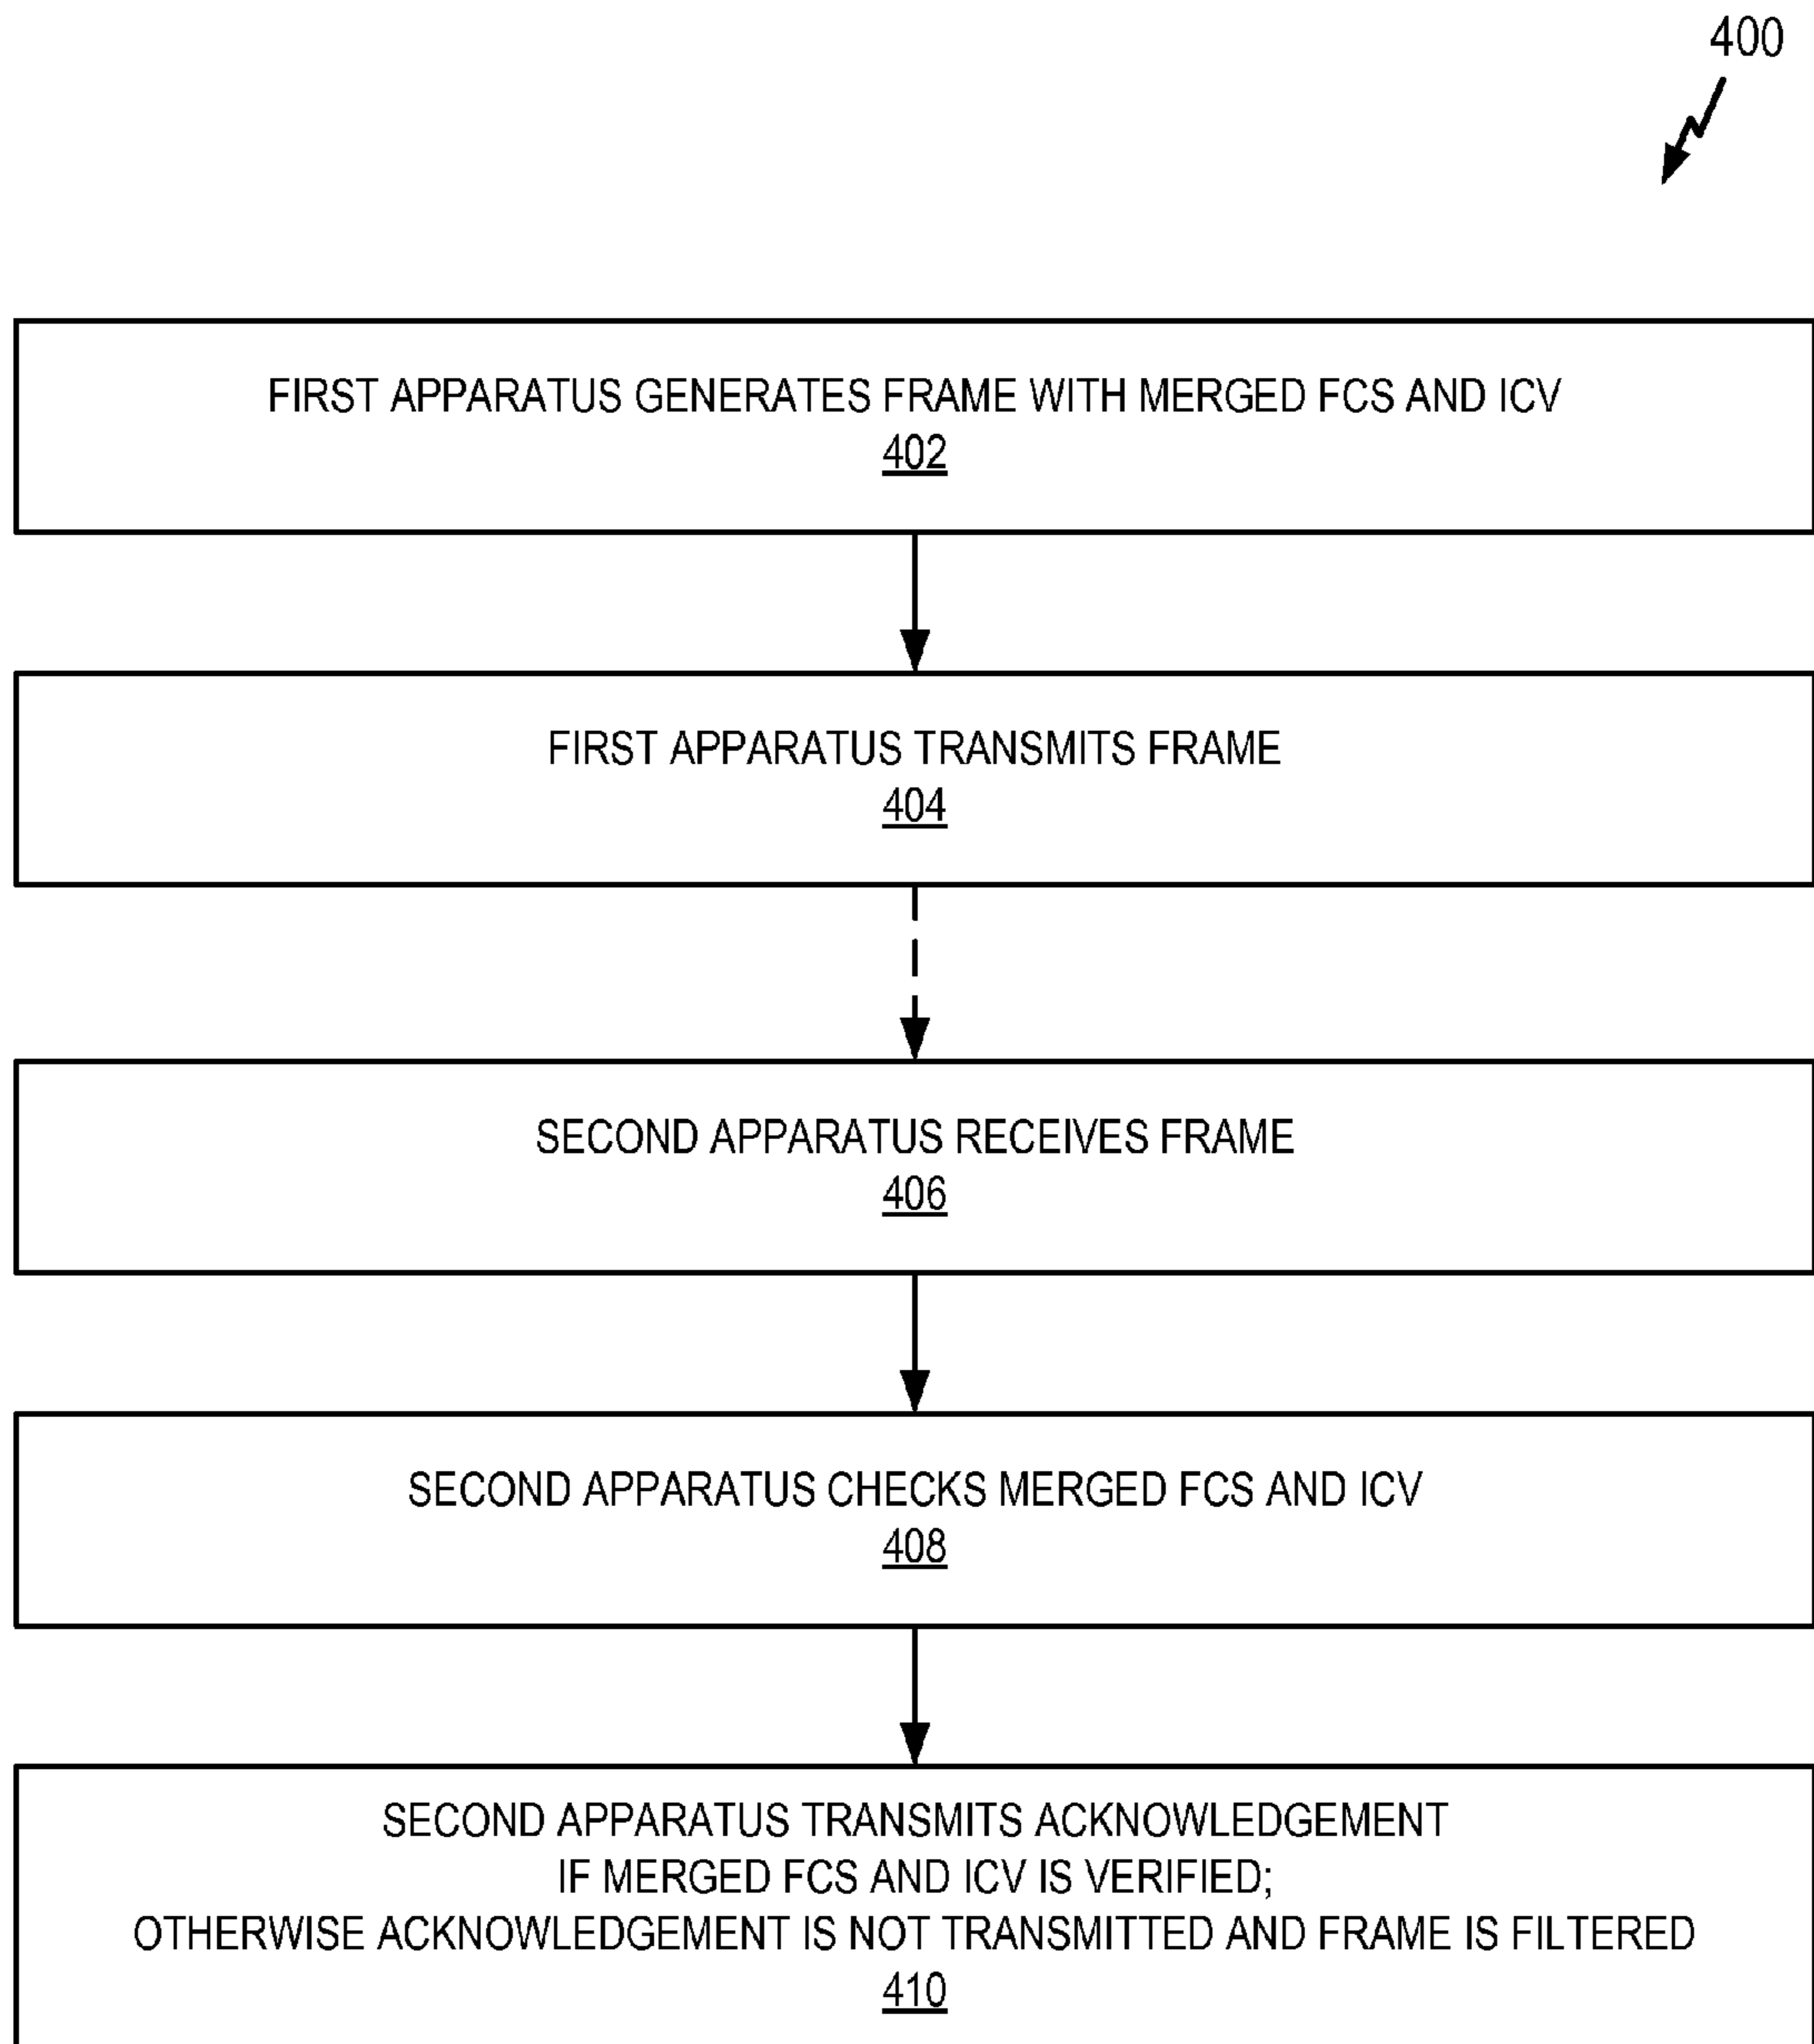 400
FIRST APPARATUS GENERATES FRAME WITH MERGED FCS AND ICV
402
FIRST APPARATUS TRANSMITS FRAME
404
SECOND APPARATUS RECEIVES FRAME
406
SECOND APPARATUS CHECKS MERGED FCS AND ICV
408
SECOND APPARATUS TRANSMITS ACKNOWLEDGEMENT
IF MERGED FCS AND ICV IS VERIFIED;
OTHERWISE ACKNOWLEDGEMENT IS NOT TRANSMITTED AND FRAME IS FILTERED
410